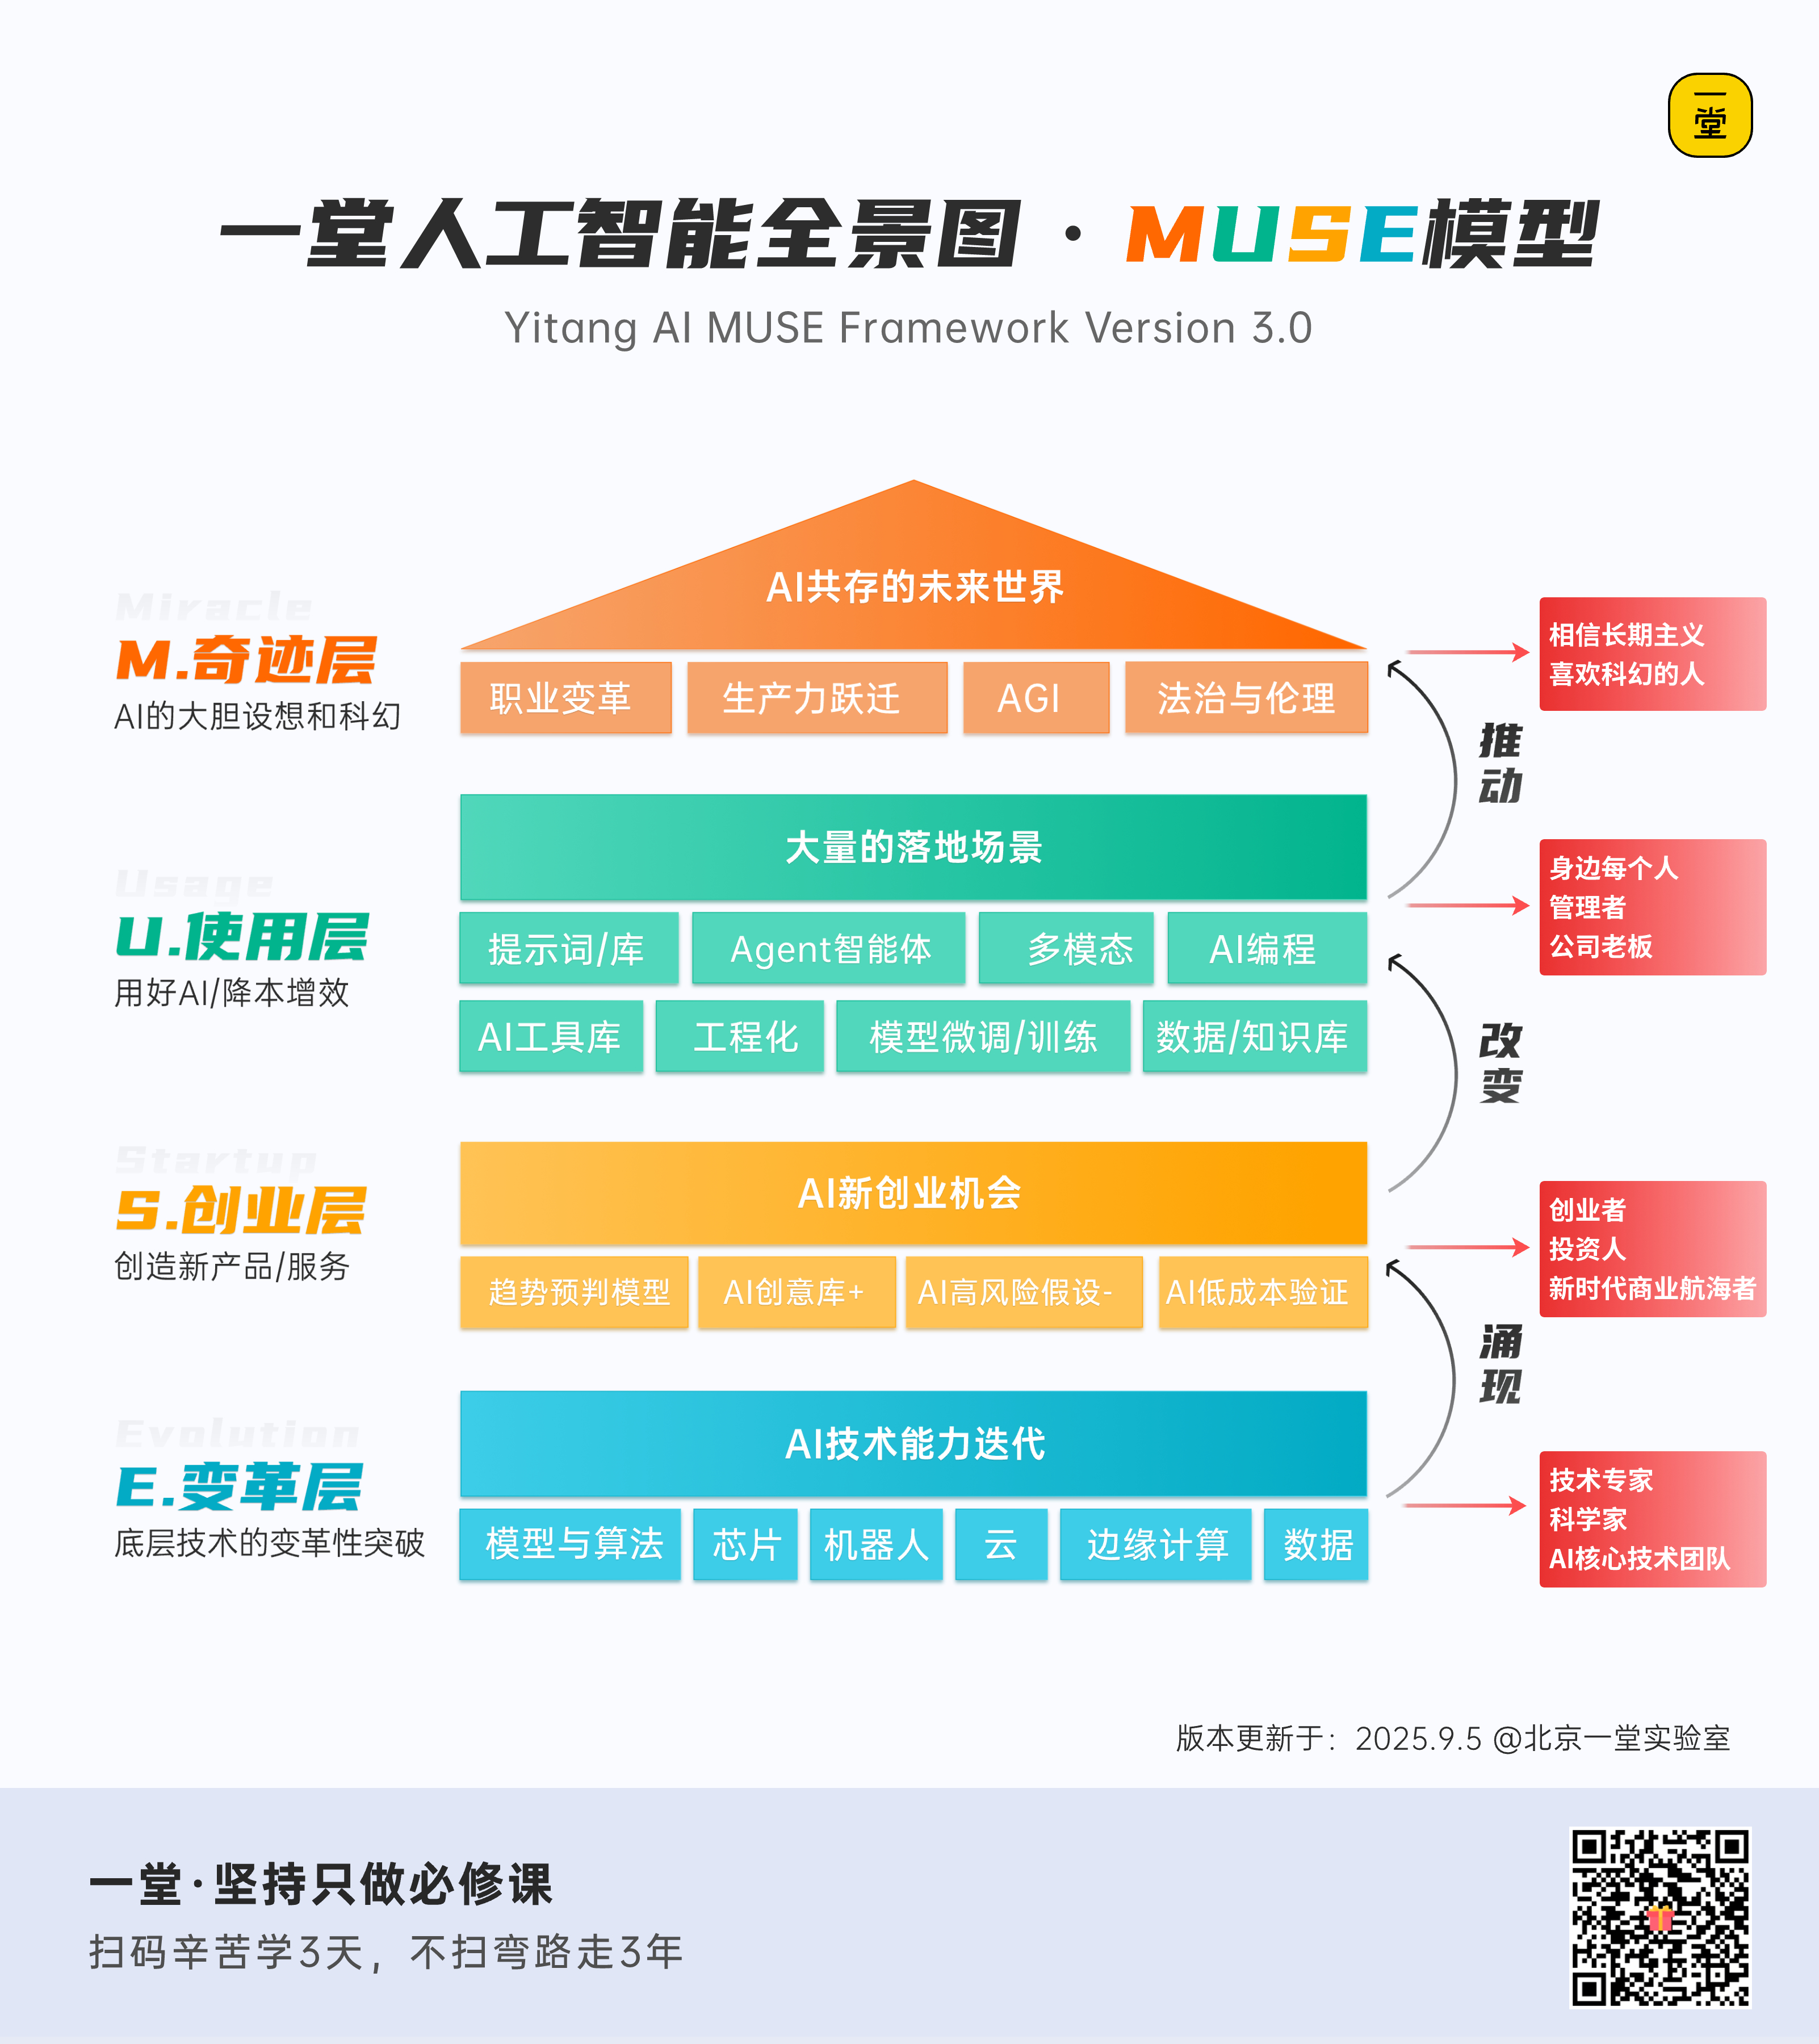 一堂
一堂人工智能全景图 · MUSE模型
Yitang AI MUSE Framework Version 3.0
Miracle
M.奇迹层
AI的大胆设想和科幻
AI共存的未来世界
职业变革 生产力跃迁 AGI 法治与伦理
相信长期主义
喜欢科幻的人
推动
Usage
U.使用层
用好AI/降本增效
大量的落地场景
提示词/库 Agent智能体 多模态 AI编程
AI工具库 工程化 模型微调/训练 数据/知识库
身边每个人
管理者
公司老板
改变
Startup
S.创业层
创造新产品/服务
AI新创业机会
趋势预判模型 AI创意库+ AI高风险假设- AI低成本验证
创业者
投资人
新时代商业航海者
涌现
Evolution
E.变革层
底层技术的变革性突破
AI技术能力迭代
模型与算法 芯片 机器人 云 边缘计算 数据
技术专家
科学家
AI核心技术团队
版本更新于：2025.9.5 @北京一堂实验室
一堂·坚持只做必修课
扫码辛苦学3天，不扫弯路走3年